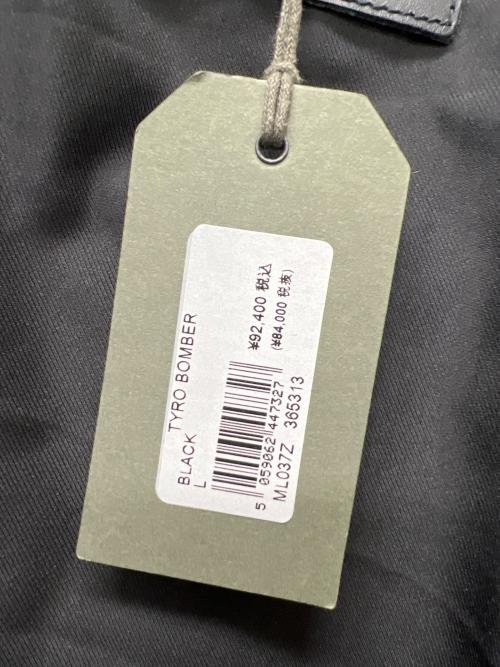 TYRO BOMBER
BLACK
L
5 059062 447327
ML037Z 365313
¥92,400 税込
(¥84,000 税抜)